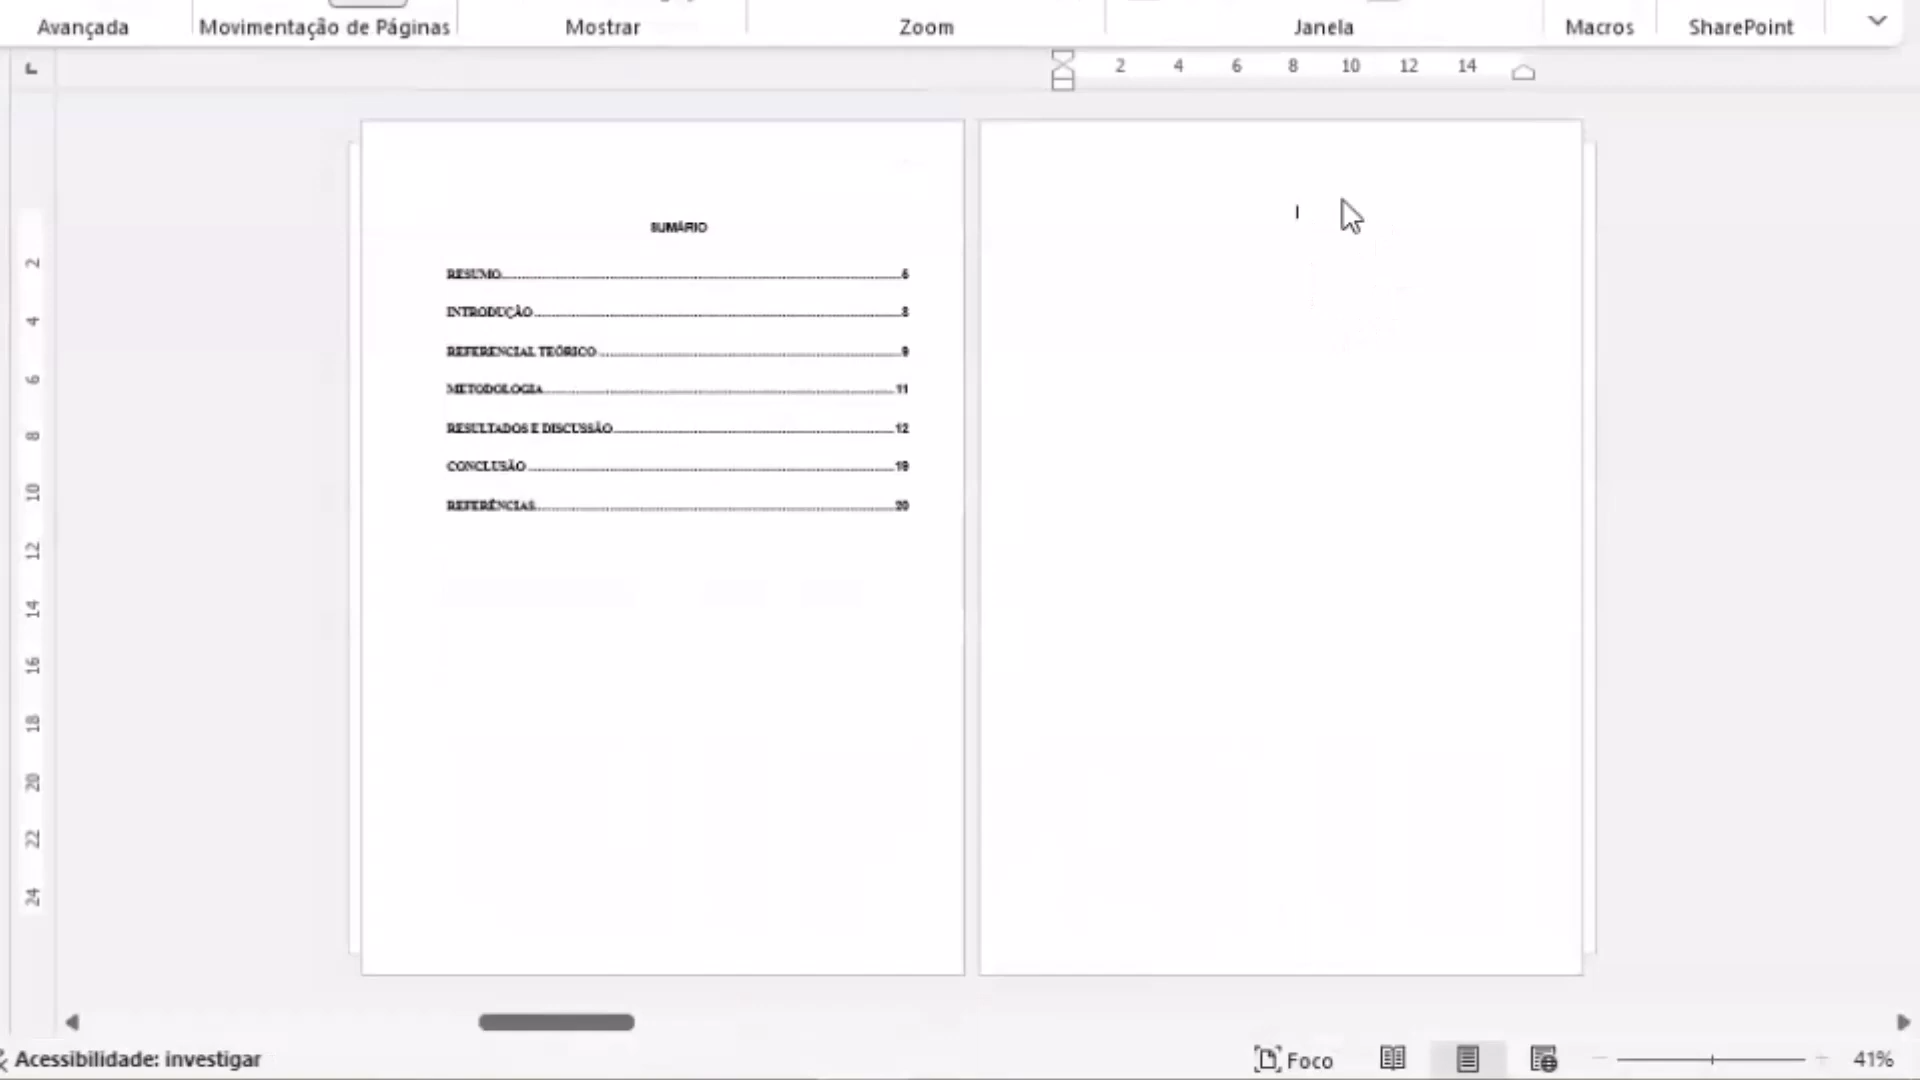 Avançada Movimentação de Páginas Mostrar Zoom Janela Macros SharePoint
2 4 6 8 10 12 14
SUMÁRIO
RESUMO 6
INTRODUÇÃO 8
REFERENCIAL TEÓRICO 9
METODOLOGIA 11
RESULTADOS E DISCUSSÃO 12
CONCLUSÃO 19
REFERÊNCIAS 20
2
4
6
8
10
12
14
16
18
20
22
24
Acessibilidade: investigar Foco 41%